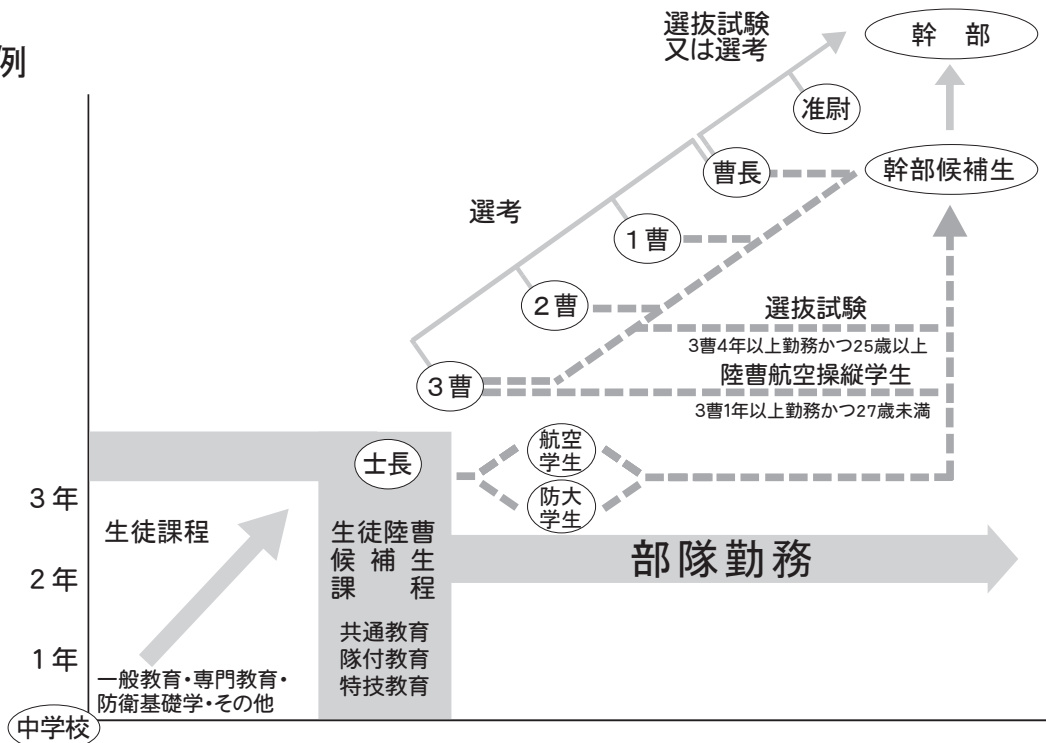 例
選抜試験
又は選考
幹 部
准尉
曹長
幹部候補生
選考
1曹
2曹
選抜試験
3曹4年以上勤務かつ25歳以上
3曹
陸曹航空操縦学生
3曹1年以上勤務かつ27歳未満
士長
航空
学生
防大
学生
3年
2年
1年
中学校
生徒課程
一般教育・専門教育・
防衛基礎学・その他
生徒陸曹
候補生
課程
共通教育
隊付教育
特技教育
部隊勤務